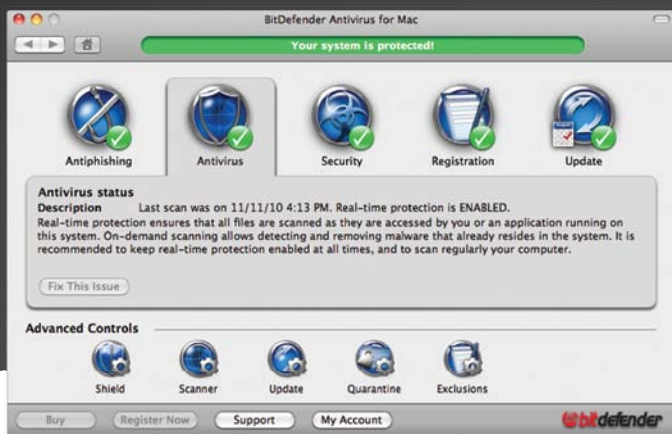 BitDefender Antivirus for Mac
Your system is protected!
Antiphishing
Antivirus
Security
Registration
Update
Antivirus status
Description Last scan was on 11/11/10 4:13 PM. Real-time protection is ENABLED.
Real-time protection ensures that all files are scanned as they are accessed by you or an application running on
this system. On-demand scanning allows detecting and removing malware that already resides in the system. It is
recommended to keep real-time protection enabled at all times, and to scan regularly your computer.
Fix This Issue
Advanced Controls
Shield
Scanner
Update
Quarantine
Exclusions
Buy
Register Now
Support
My Account
bitdefender